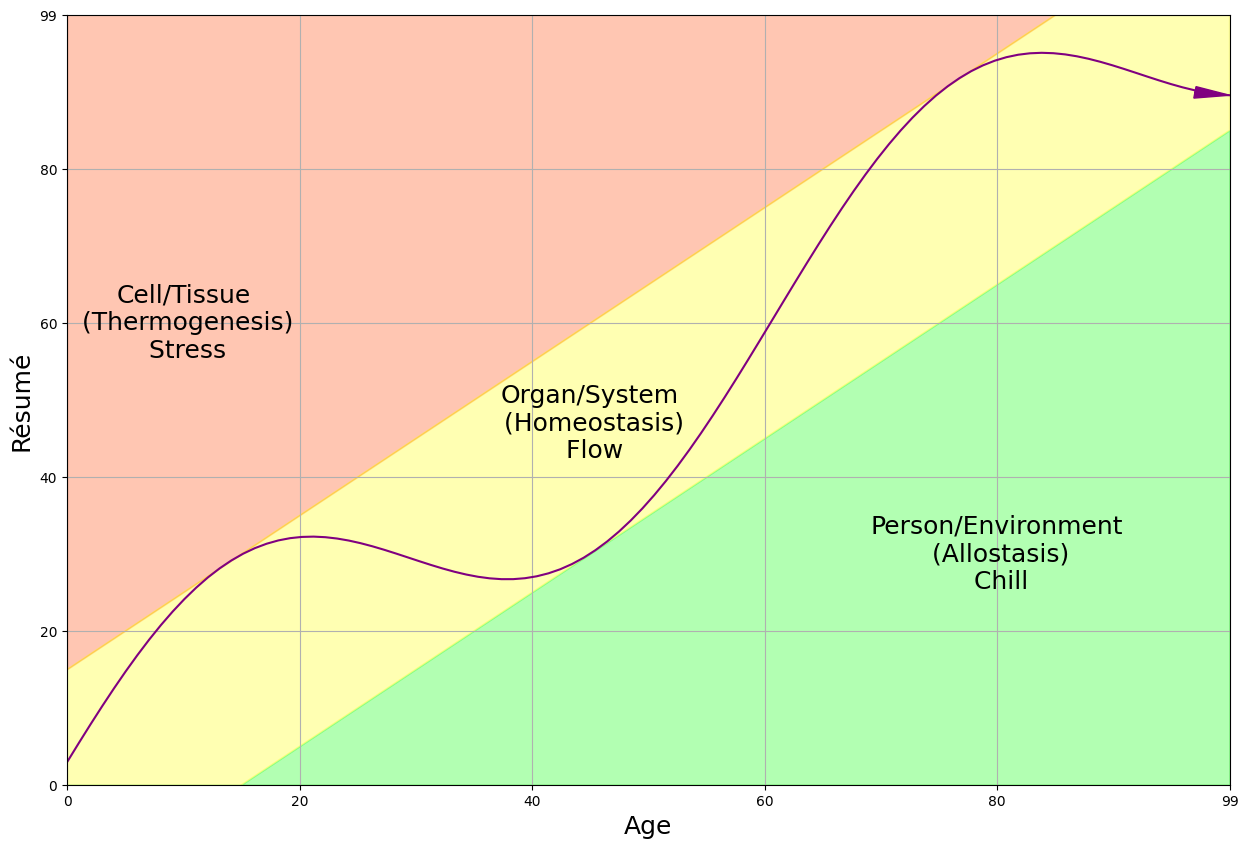 99
80
60
40
20
0
Résumé
Cell/Tissue
(Thermogenesis)
Stress
Organ/System
(Homeostasis)
Flow
Person/Environment
(Allostasis)
Chill
0 20 40 60 80 99
Age